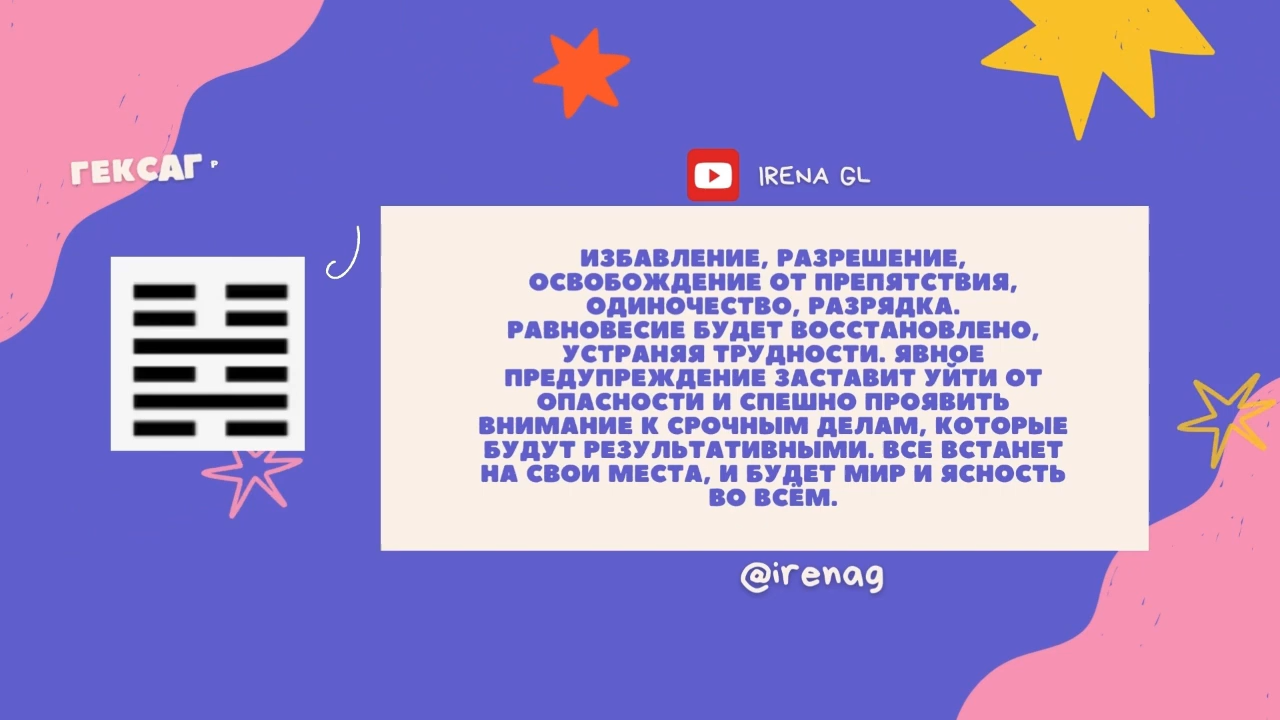 ГЕКСАГ Р
IRENA GL
ИЗБАВЛЕНИЕ, РАЗРЕШЕНИЕ,
ОСВОБОЖДЕНИЕ ОТ ПРЕПЯТСТВИЯ,
ОДИНОЧЕСТВО, РАЗРЯДКА.
РАВНОВЕСИЕ БУДЕТ ВОССТАНОВЛЕНО,
УСТРАНЯЯ ТРУДНОСТИ. ЯВНОЕ
ПРЕДУПРЕЖДЕНИЕ ЗАСТАВИТ УЙТИ ОТ
ОПАСНОСТИ И СПЕШНО ПРОЯВИТЬ
ВНИМАНИЕ К СРОЧНЫМ ДЕЛАМ, КОТОРЫЕ
БУДУТ РЕЗУЛЬТАТИВНЫМИ. ВСЕ ВСТАНЕТ
НА СВОИ МЕСТА, И БУДЕТ МИР И ЯСНОСТЬ
ВО ВСЁМ.
@irenag